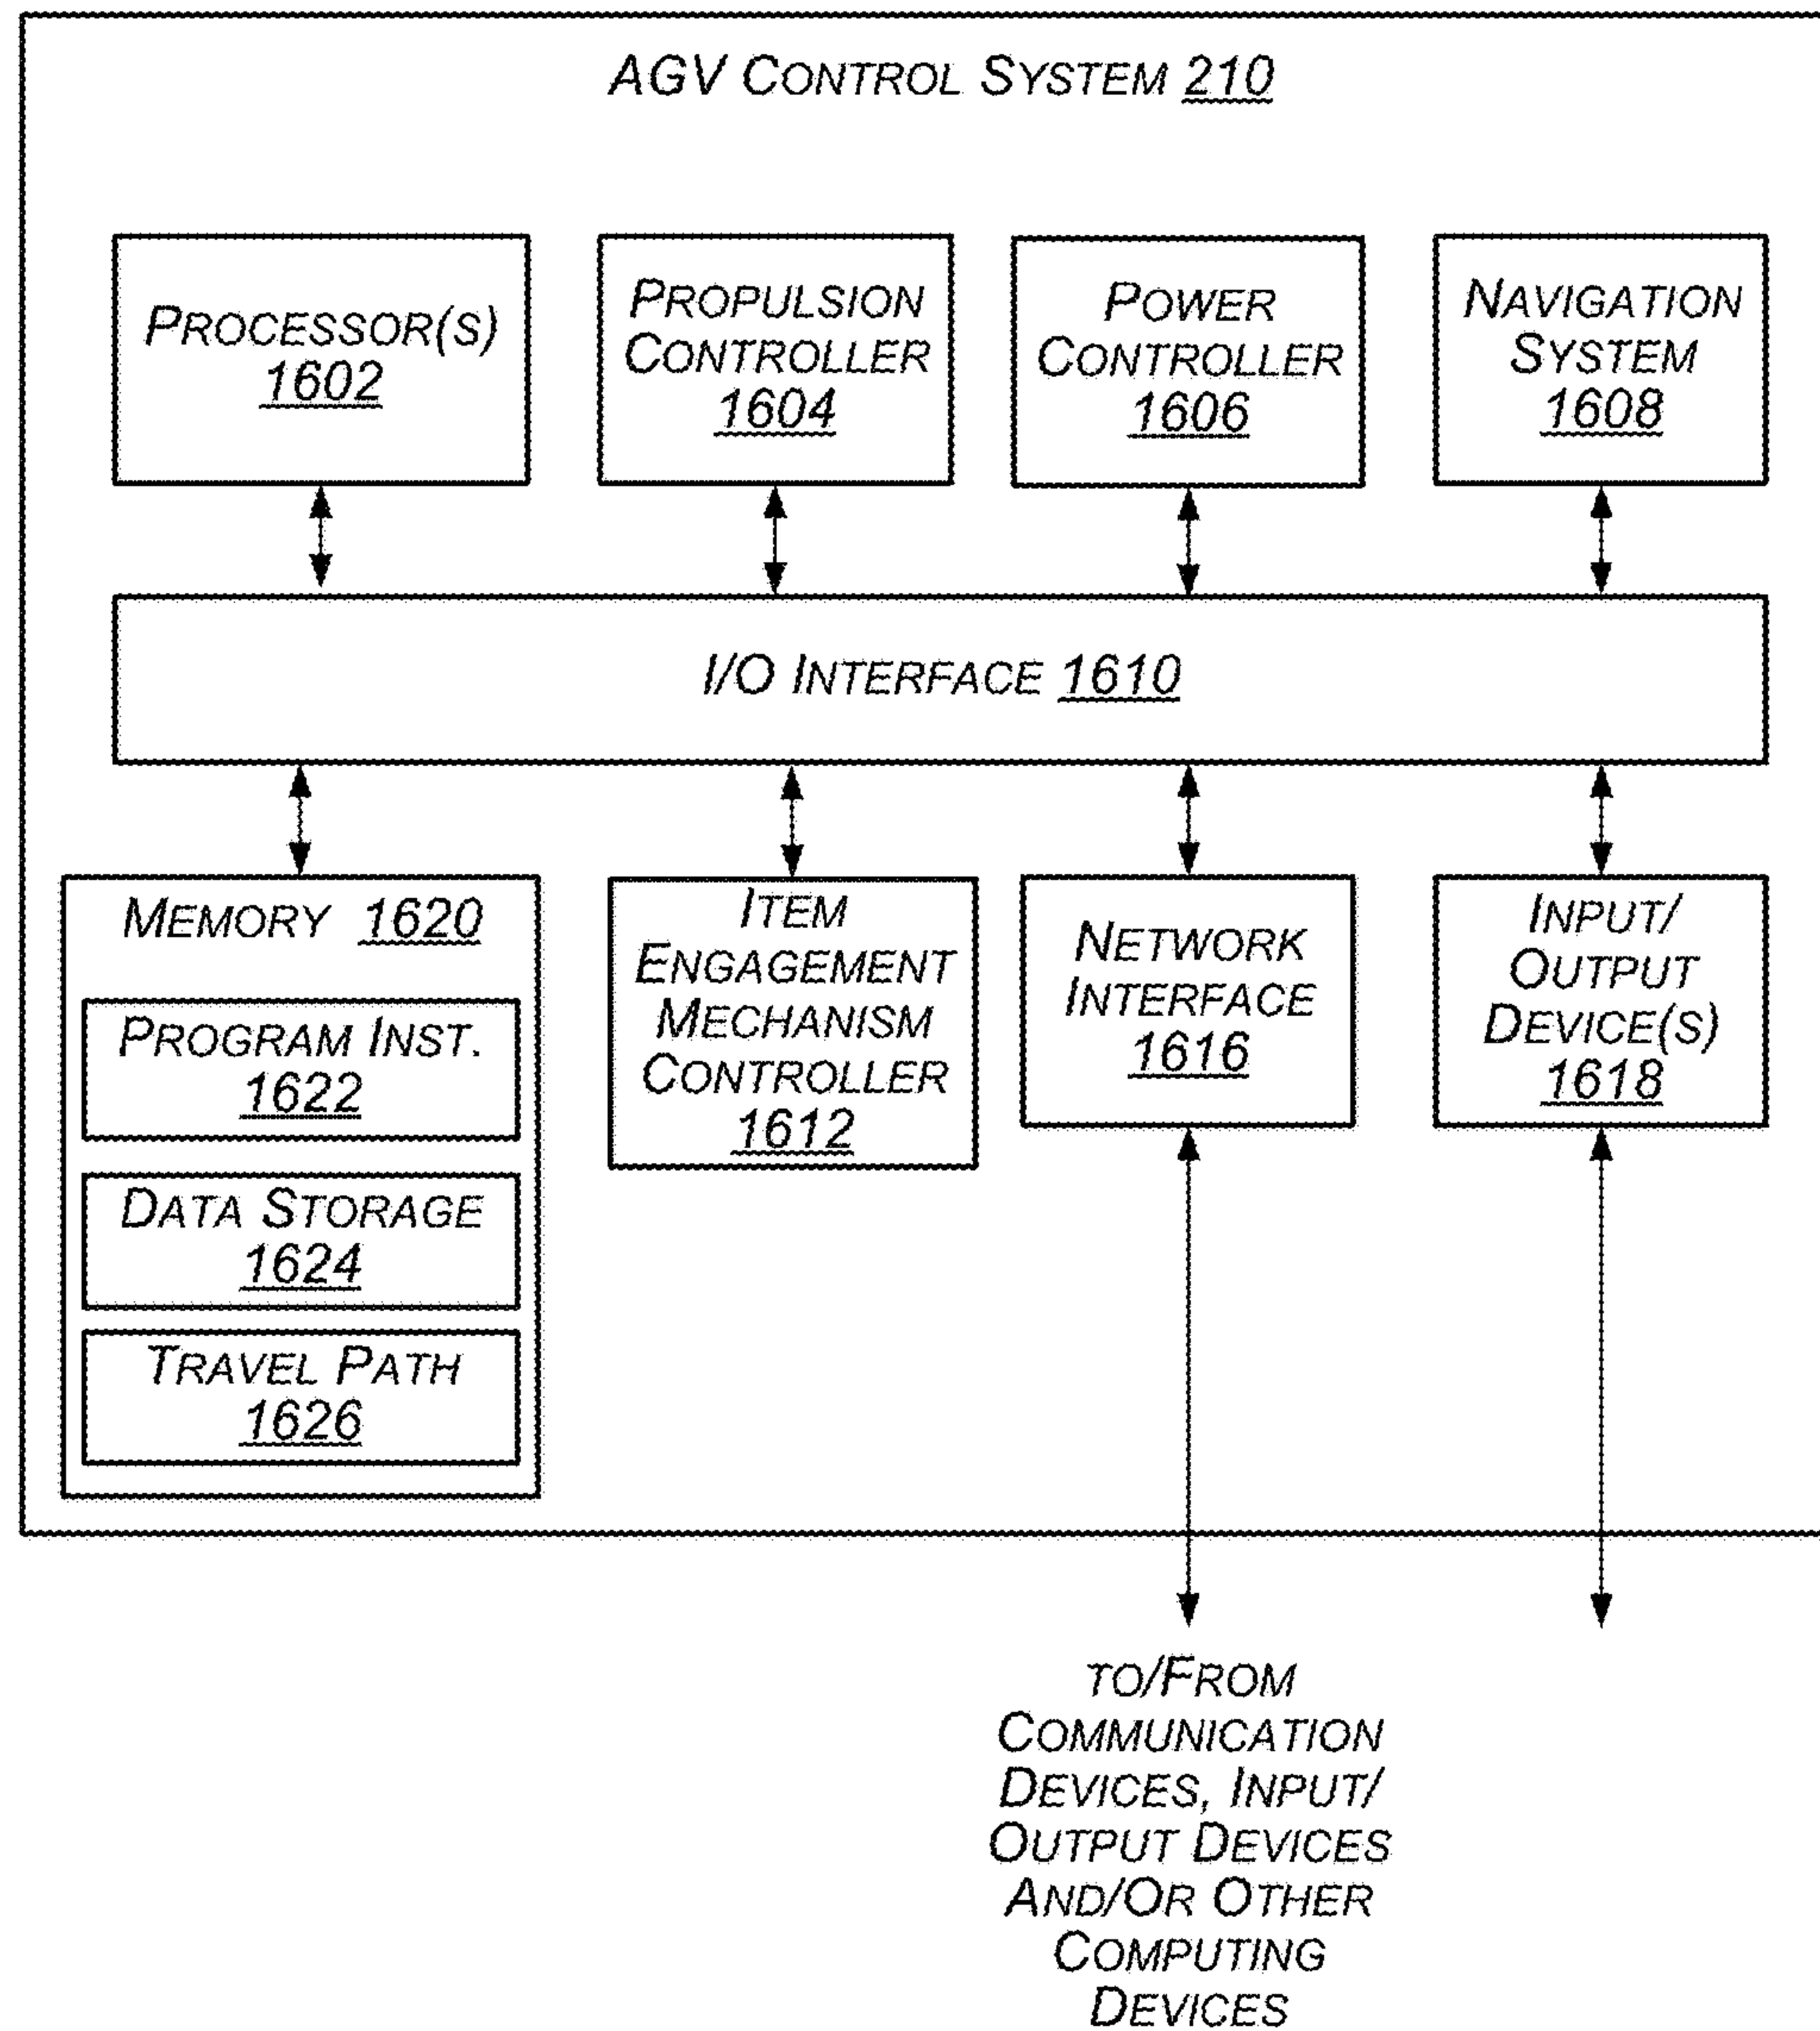 AGV CONTROL SYSTEM 210
PROCESSOR(S)
1602
PROPULSION
CONTROLLER
1604
POWER
CONTROLLER
1606
NAVIGATION
SYSTEM
1608
I/O INTERFACE 1610
MEMORY 1620
PROGRAM INST.
1622
DATA STORAGE
1624
TRAVEL PATH
1626
ITEM
ENGAGEMENT
MECHANISM
CONTROLLER
1612
NETWORK
INTERFACE
1616
INPUT/
OUTPUT
DEVICE(S)
1618
TO/FROM
COMMUNICATION
DEVICES, INPUT/
OUTPUT DEVICES
AND/OR OTHER
COMPUTING
DEVICES